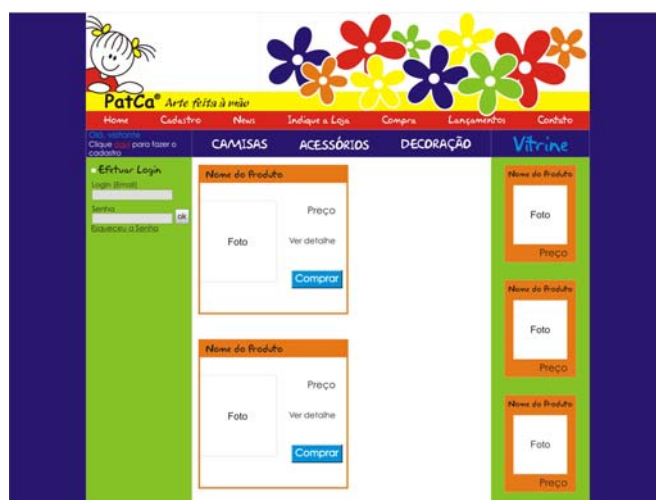 PatCa® Arte feita à mão
Home Cadastro News Indique a Loja Compra Lançamentos Contato
Olá, visitante
Clique aqui para fazer o
cadastro
CAMISAS ACESSÓRIOS DECORAÇÃO Vitrine
Efetuar Login
Login (Email)
Senha
ok
Esqueceu a Senha
Nome do Produto
Foto
Preço
Ver detalhe
Comprar
Nome do Produto
Foto
Preço
Ver detalhe
Comprar
Nome do Produto
Foto
Preço
Nome do Produto
Foto
Preço
Nome do Produto
Foto
Preço